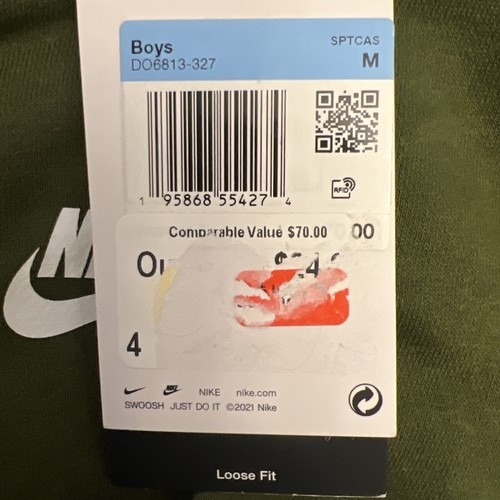 Boys
SPTCAS
DO6813-327
M
RFID
1 95868 55427 4
Comparable Value $70.00
00
4
NIKE nike.com
SWOOSH JUST DO IT ©2021 Nike
Loose Fit